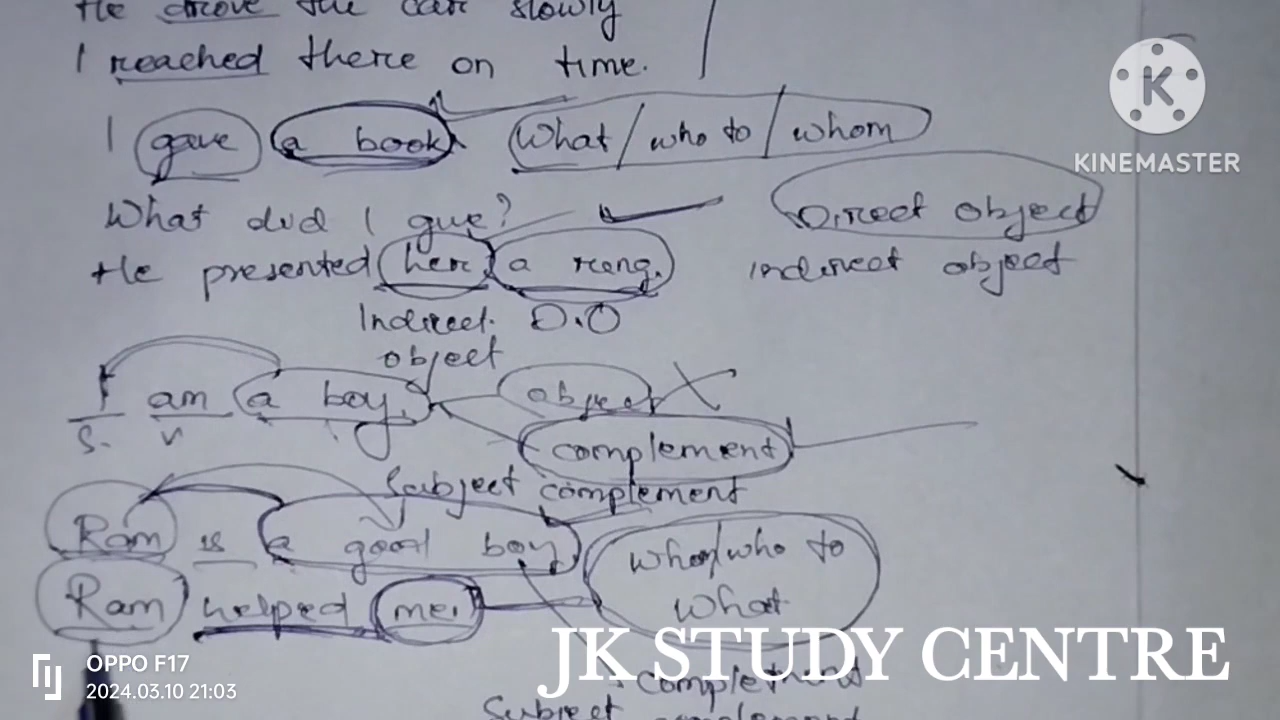 He drove the car slowly
I reached there on time.
I gave a book What/who to/whom
What did I give? Direct object
He presented her a ring. Indirect object
Indirect. D.O
object
I am a boy. object
S. V complement
Subject complement
Ram is a good boy Whom/who to
Ram helped me. What
complement
Subject complement
K
KINEMASTER
JK STUDY CENTRE
OPPO F17
2024.03.10 21:03